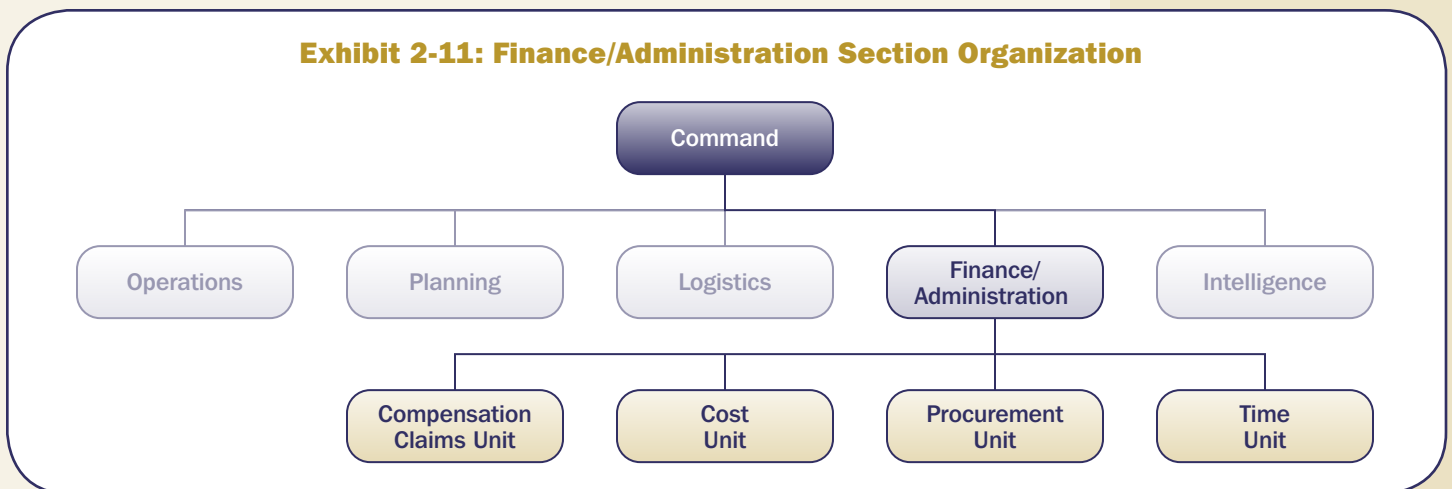 Exhibit 2-11: Finance/Administration Section Organization
Command
Operations
Planning
Logistics
Finance/
Administration
Intelligence
Compensation
Claims Unit
Cost
Unit
Procurement
Unit
Time
Unit